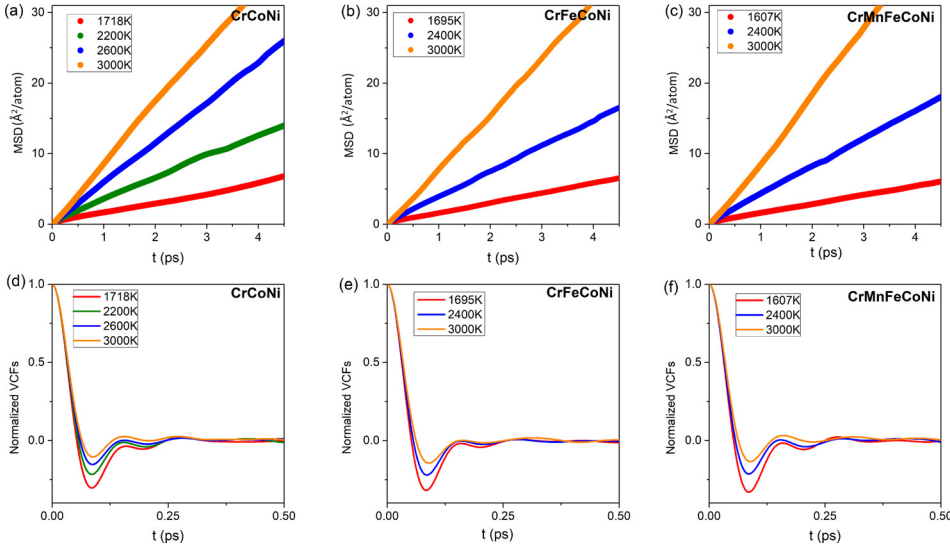 (a)
CrCoNi
1718K
2200K
2600K
3000K
30
20
10
0
MSD (Å²/atom)
0 1 2 3 4
t (ps)
(b)
CrFeCoNi
1695K
2400K
3000K
30
20
10
0
MSD (Å²/atom)
0 1 2 3 4
t (ps)
(c)
CrMnFeCoNi
1607K
2400K
3000K
30
20
10
0
MSD (Å²/atom)
0 1 2 3 4
t (ps)
(d)
CrCoNi
1718K
2200K
2600K
3000K
1.0
0.5
0.0
Normalized VCFs
0.00 0.25 0.50
t (ps)
(e)
CrFeCoNi
1695K
2400K
3000K
1.0
0.5
0.0
Normalized VCFs
0.00 0.25 0.50
t (ps)
(f)
CrMnFeCoNi
1607K
2400K
3000K
1.0
0.5
0.0
Normalized VCFs
0.00 0.25 0.50
t (ps)